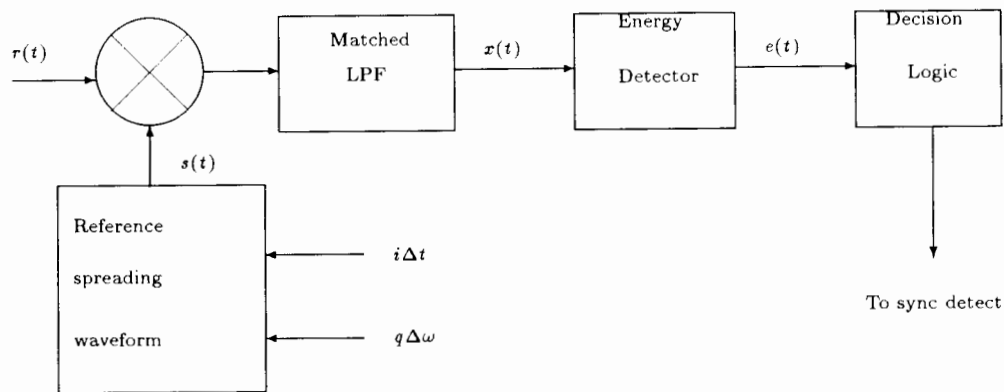 r(t)
Matched
LPF
x(t)
Energy
Detector
e(t)
Decision
Logic
s(t)
Reference
spreading
waveform
iΔt
qΔω
To sync detect